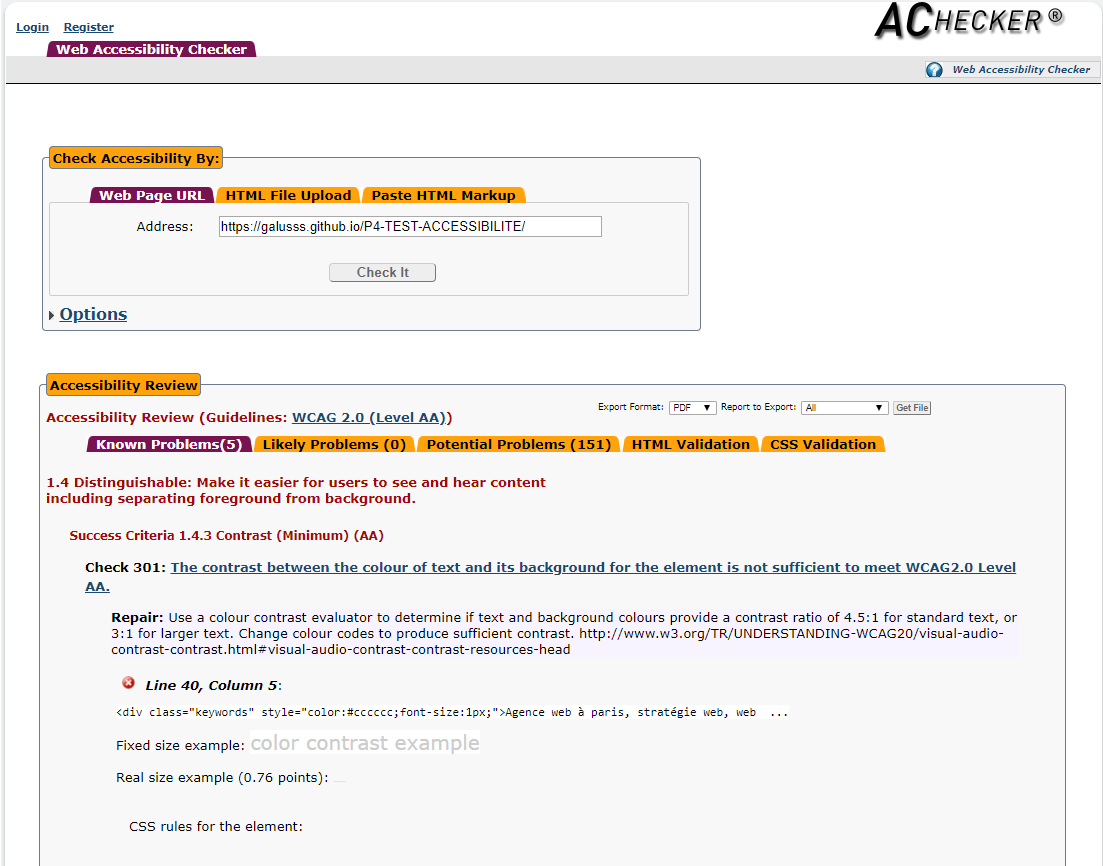 Login Register
ACHECKER ®
Web Accessibility Checker
Web Accessibility Checker
Check Accessibility By:
Web Page URL HTML File Upload Paste HTML Markup
Address: https://galusss.github.io/P4-TEST-ACCESSIBILITE/
Check It
Options
Accessibility Review
Accessibility Review (Guidelines: WCAG 2.0 (Level AA)) Export Format: PDF Report to Export: All Get File
Known Problems(5) Likely Problems (0) Potential Problems (151) HTML Validation CSS Validation
1.4 Distinguishable: Make it easier for users to see and hear content
including separating foreground from background.
Success Criteria 1.4.3 Contrast (Minimum) (AA)
Check 301: The contrast between the colour of text and its background for the element is not sufficient to meet WCAG2.0 Level
AA.
Repair: Use a colour contrast evaluator to determine if text and background colours provide a contrast ratio of 4.5:1 for standard text, or
3:1 for larger text. Change colour codes to produce sufficient contrast. http://www.w3.org/TR/UNDERSTANDING-WCAG20/visual-audio-
contrast-contrast.html#visual-audio-contrast-contrast-resources-head
Line 40, Column 5:
<div class="keywords" style="color:#cccccc;font-size:1px;">Agence web à paris, stratégie web, web ...
Fixed size example: color contrast example
Real size example (0.76 points):
CSS rules for the element: